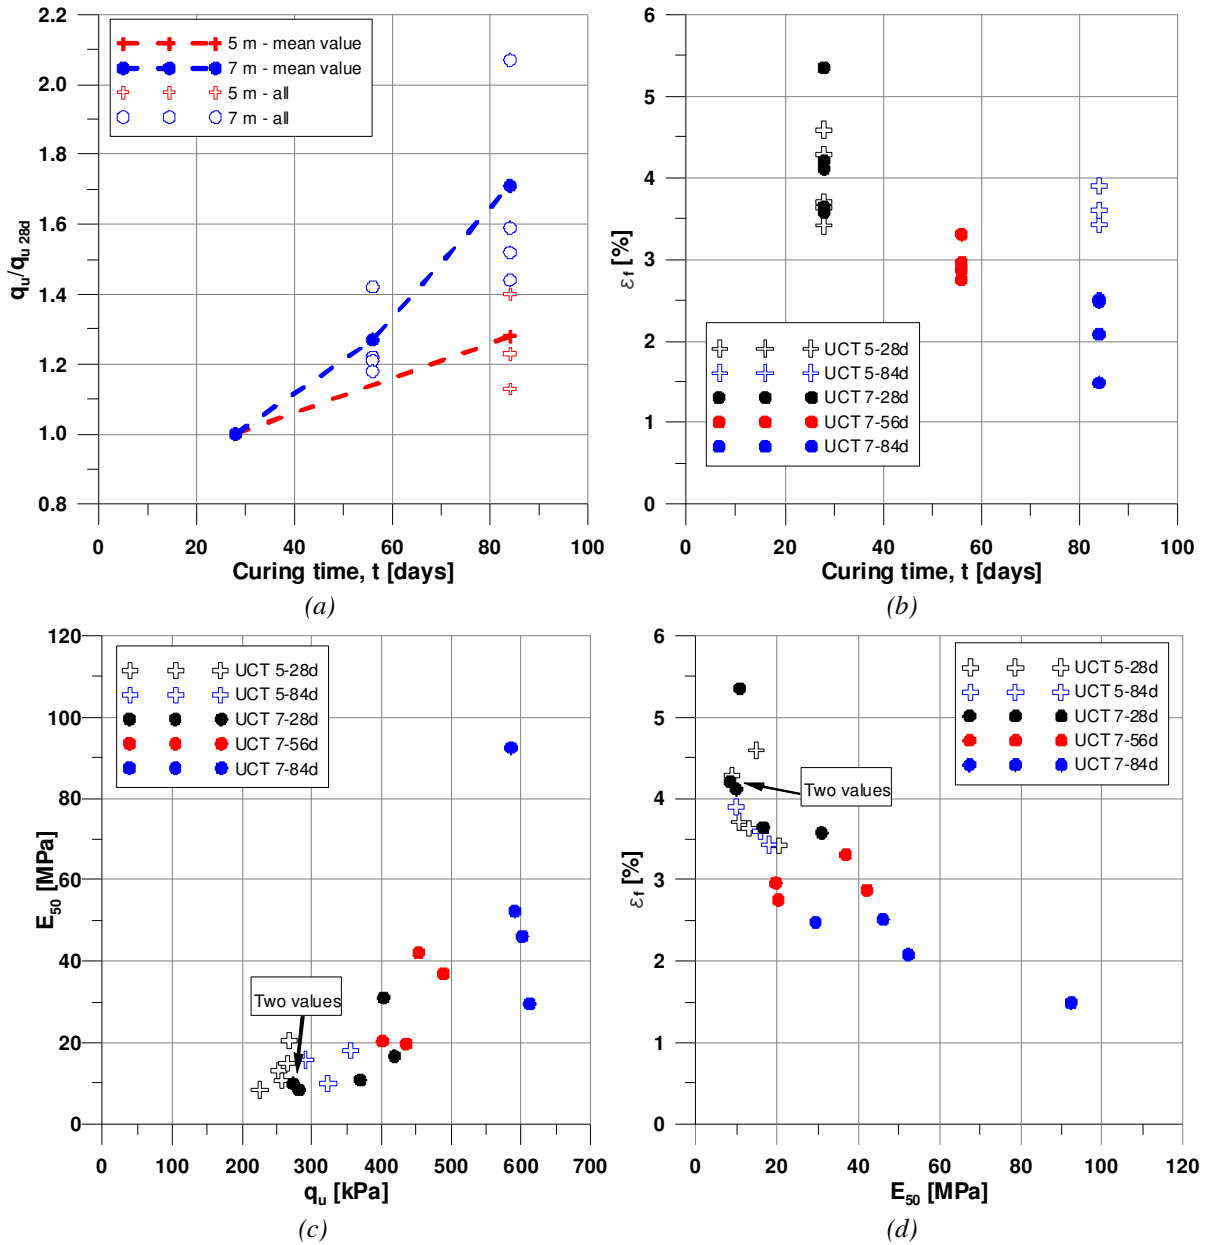 2.2
2.0
1.8
1.6
1.4
1.2
1.0
0.8
q_u/q_u 28d
5 m - mean value
7 m - mean value
5 m - all
7 m - all
0 20 40 60 80 100
Curing time, t [days]
(a)
6
5
4
3
2
1
0
ε_f [%]
UCT 5-28d
UCT 5-84d
UCT 7-28d
UCT 7-56d
UCT 7-84d
0 20 40 60 80 100
Curing time, t [days]
(b)
120
100
80
60
40
20
0
E_50 [MPa]
UCT 5-28d
UCT 5-84d
UCT 7-28d
UCT 7-56d
UCT 7-84d
Two values
0 100 200 300 400 500 600 700
q_u [kPa]
(c)
6
5
4
3
2
1
0
ε_f [%]
UCT 5-28d
UCT 5-84d
UCT 7-28d
UCT 7-56d
UCT 7-84d
Two values
0 20 40 60 80 100 120
E_50 [MPa]
(d)